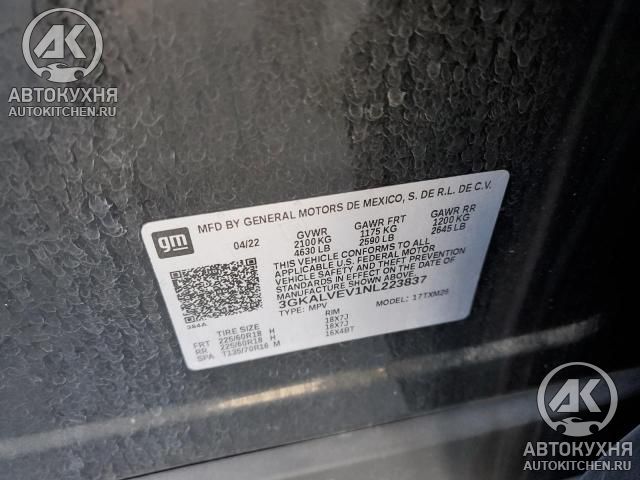 АВТОКУХНЯ
AUTOKITCHEN.RU
gm
MFD BY GENERAL MOTORS DE MEXICO, S. DE R.L. DE C.V.
04/22 GVWR GAWR FRT GAWR RR
2100 KG 1175 KG 1200 KG
4630 LB 2590 LB 2645 LB
THIS VEHICLE CONFORMS TO ALL
APPLICABLE U.S. FEDERAL MOTOR
VEHICLE SAFETY AND THEFT PREVENTION
STANDARDS IN EFFECT ON THE DATE OF
MANUFACTURE SHOWN ABOVE.
3GKALVEV1NL223837
TYPE: MPV MODEL: 17TXM26
384A
TIRE SIZE RIM
FRT 225/60R18 H 18X7J
RR 225/60R18 H 18X7J
SPA T135/70R16 M 16X4BT
АК
АВТОКУХНЯ
AUTOKITCHEN.RU